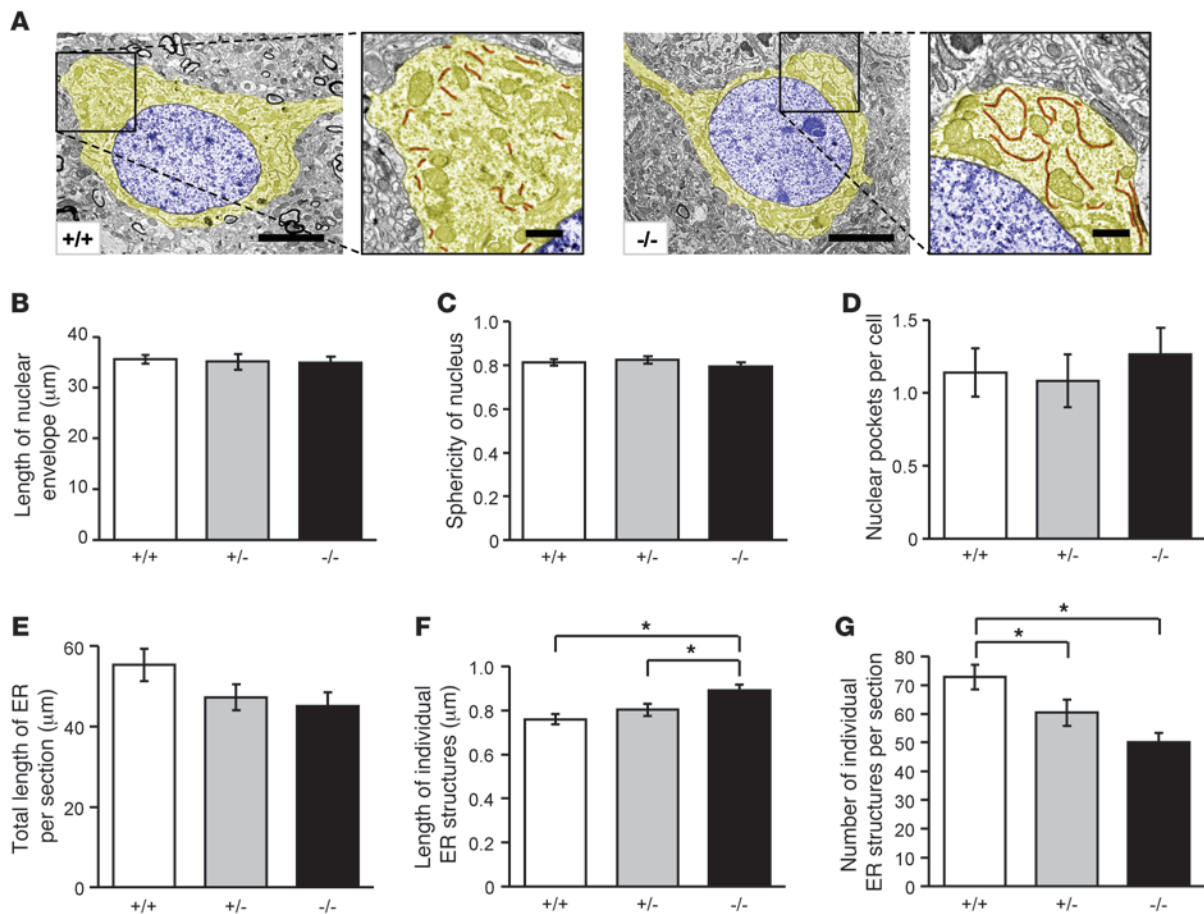 A
+/+
-/-
B
Length of nuclear
envelope (μm)
40
30
20
10
0
+/+ +/- -/-
C
Sphericity of nucleus
1.0
0.8
0.6
0.4
0.2
0
+/+ +/- -/-
D
Nuclear pockets per cell
1.5
1.0
0.5
0
+/+ +/- -/-
E
Total length of ER
per section (μm)
60
40
20
0
+/+ +/- -/-
F
Length of individual
ER structures (μm)
1.0
0.8
0.6
0.4
0.2
0
*
*
+/+ +/- -/-
G
Number of individual
ER structures per section
80
70
60
50
40
30
20
10
0
*
*
+/+ +/- -/-